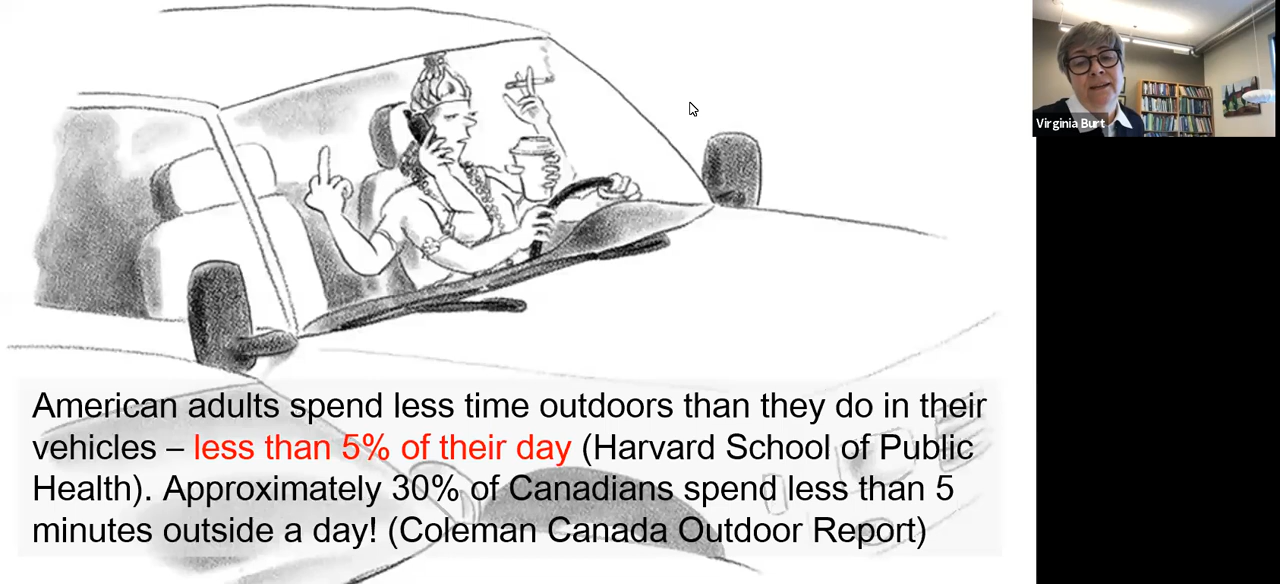 American adults spend less time outdoors than they do in their
vehicles – less than 5% of their day (Harvard School of Public
Health). Approximately 30% of Canadians spend less than 5
minutes outside a day! (Coleman Canada Outdoor Report)
Virginia Burt